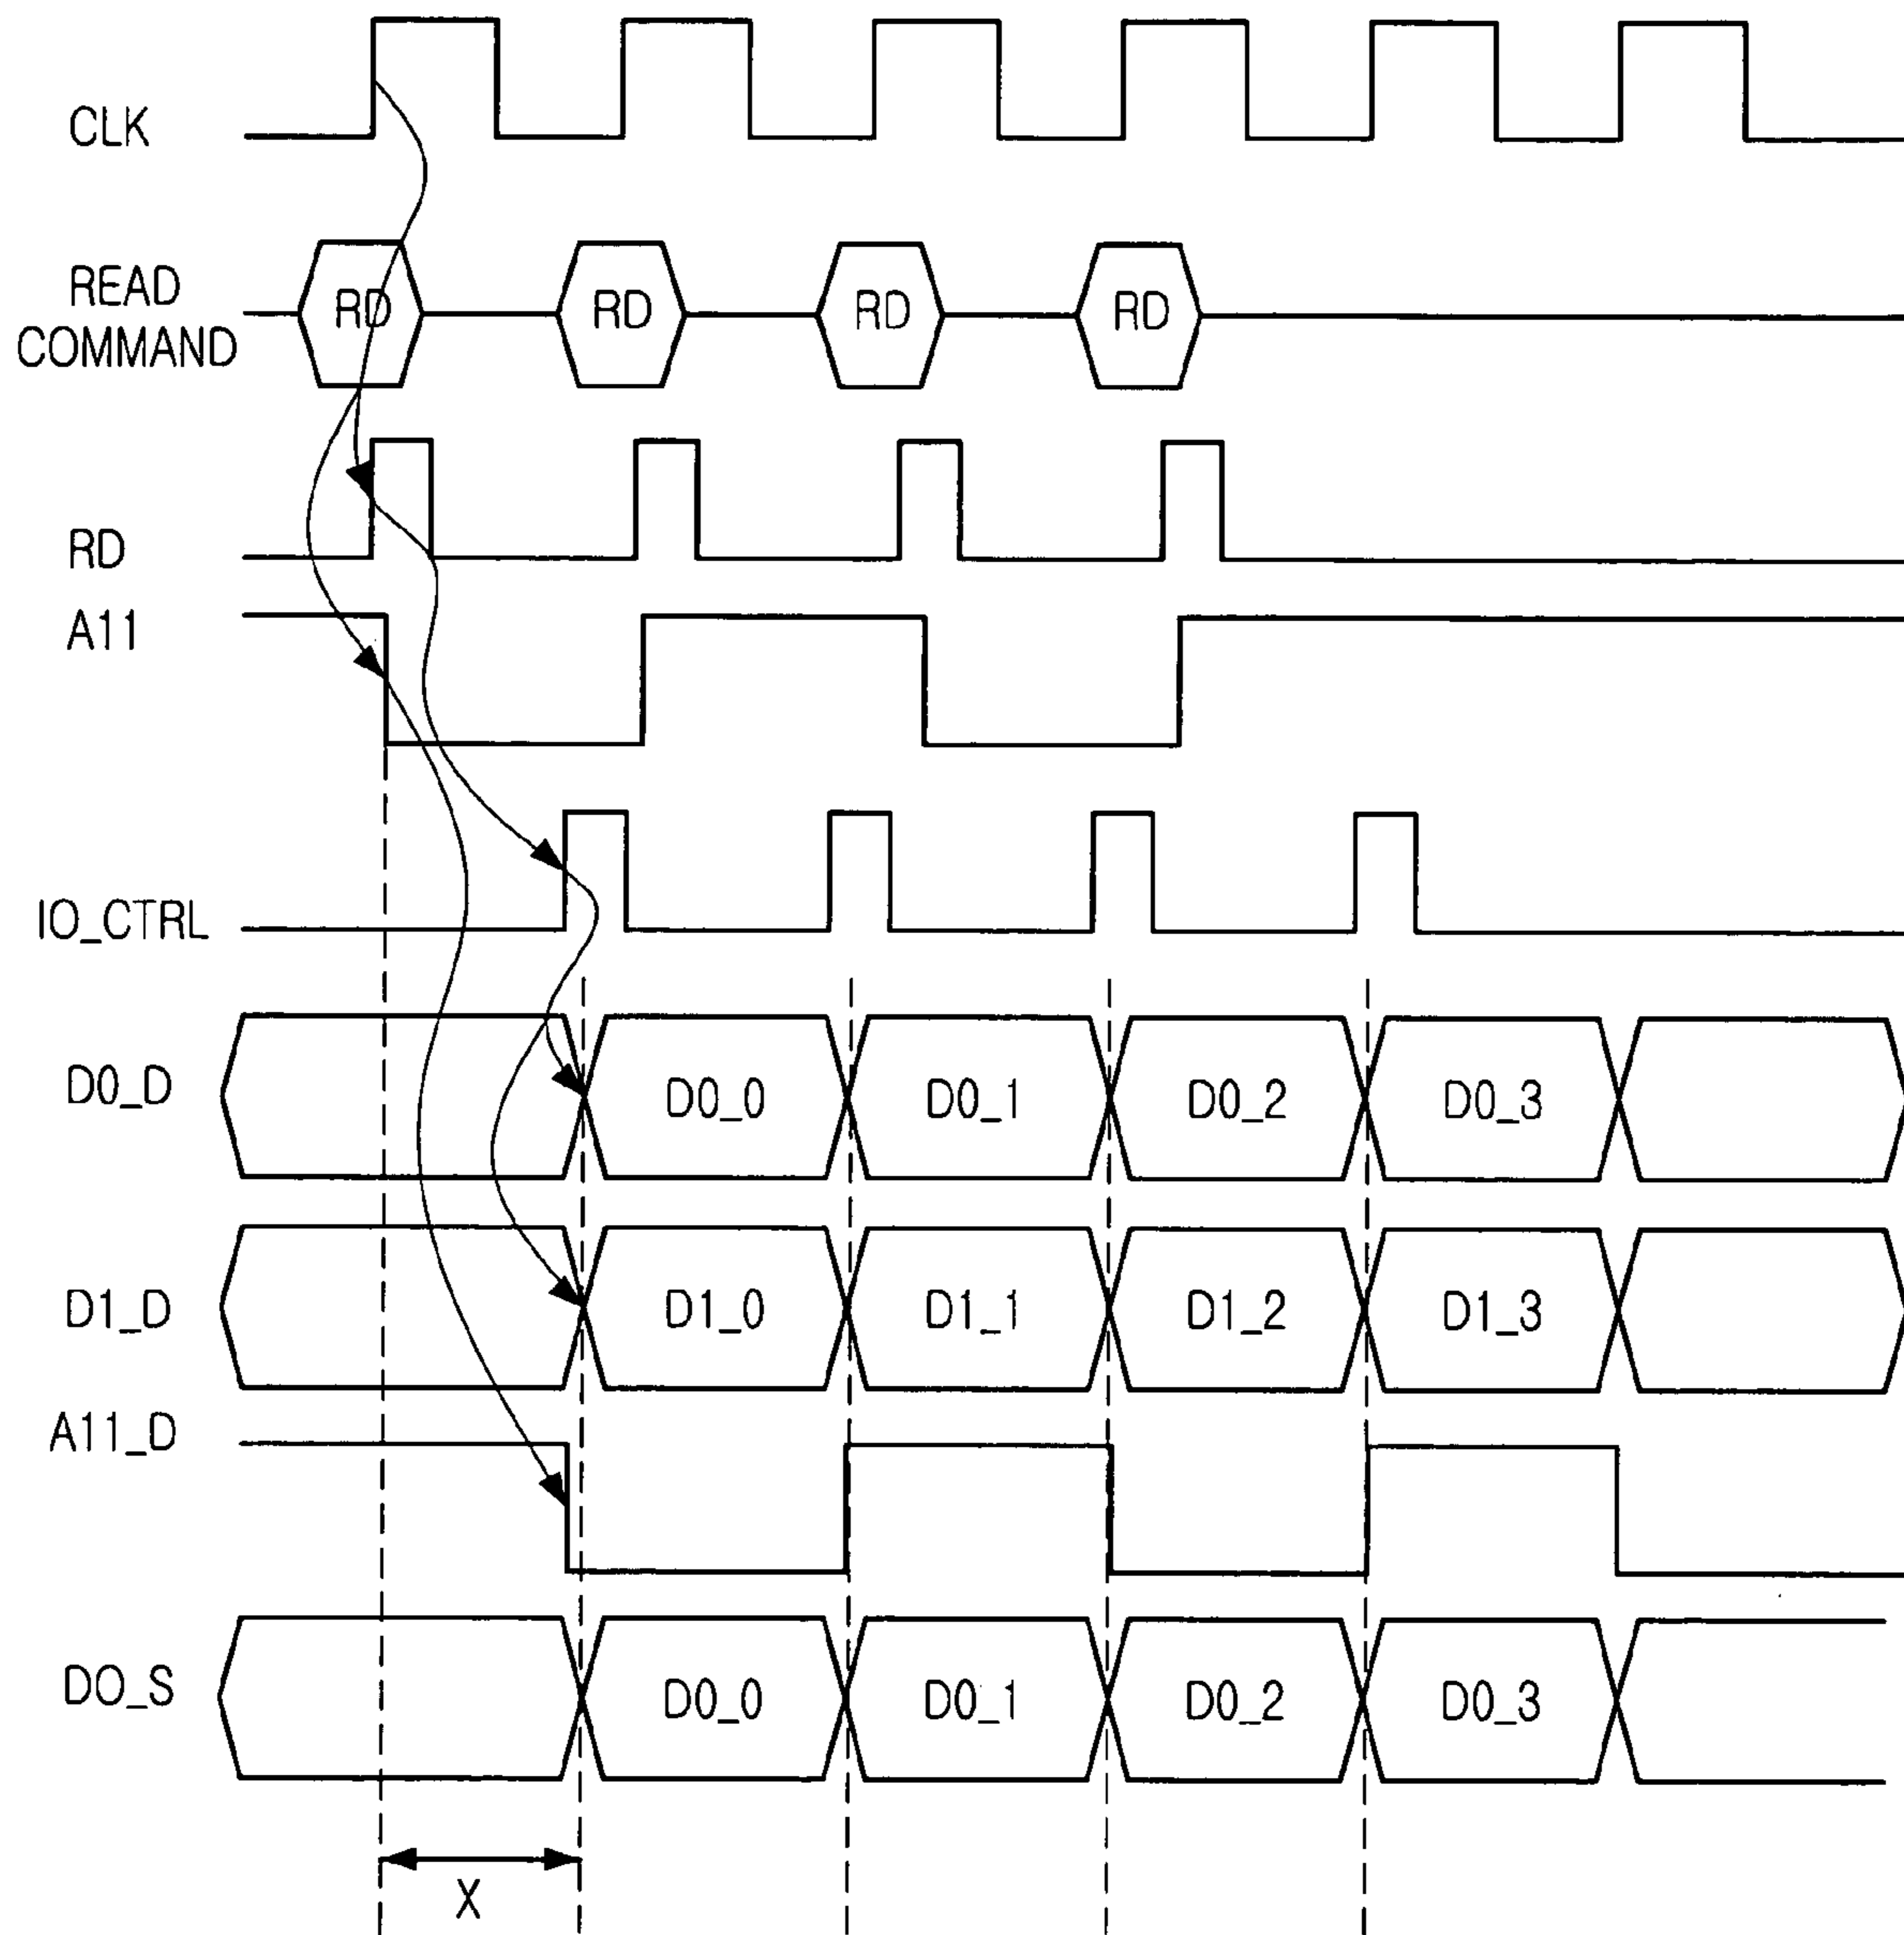 CLK
READ
COMMAND
RD RD RD RD
RD
A11
IO_CTRL
D0_D D0_0 D0_1 D0_2 D0_3
D1_D D1_0 D1_1 D1_2 D1_3
A11_D
DO_S D0_0 D0_1 D0_2 D0_3
X